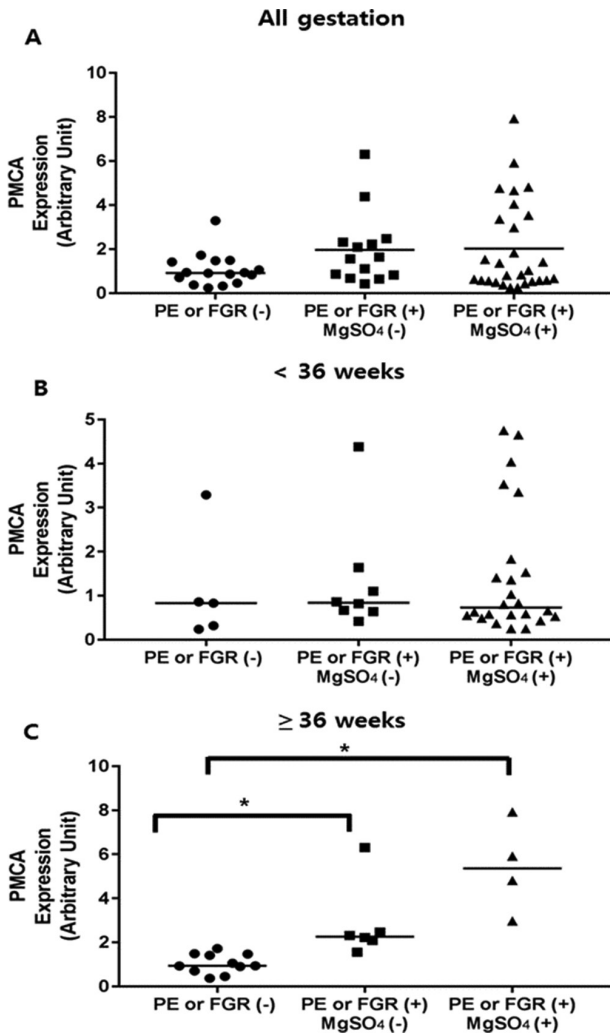 All gestation
A
PMCA
Expression
(Arbitrary Unit)
10
8
6
4
2
0
PE or FGR (-)
PE or FGR (+)
MgSO₄ (-)
PE or FGR (+)
MgSO₄ (+)
< 36 weeks
B
PMCA
Expression
(Arbitrary Unit)
5
4
3
2
1
0
PE or FGR (-)
PE or FGR (+)
MgSO₄ (-)
PE or FGR (+)
MgSO₄ (+)
≥ 36 weeks
C
PMCA
Expression
(Arbitrary Unit)
10
8
6
4
2
0
*
*
PE or FGR (-)
PE or FGR (+)
MgSO₄ (-)
PE or FGR (+)
MgSO₄ (+)